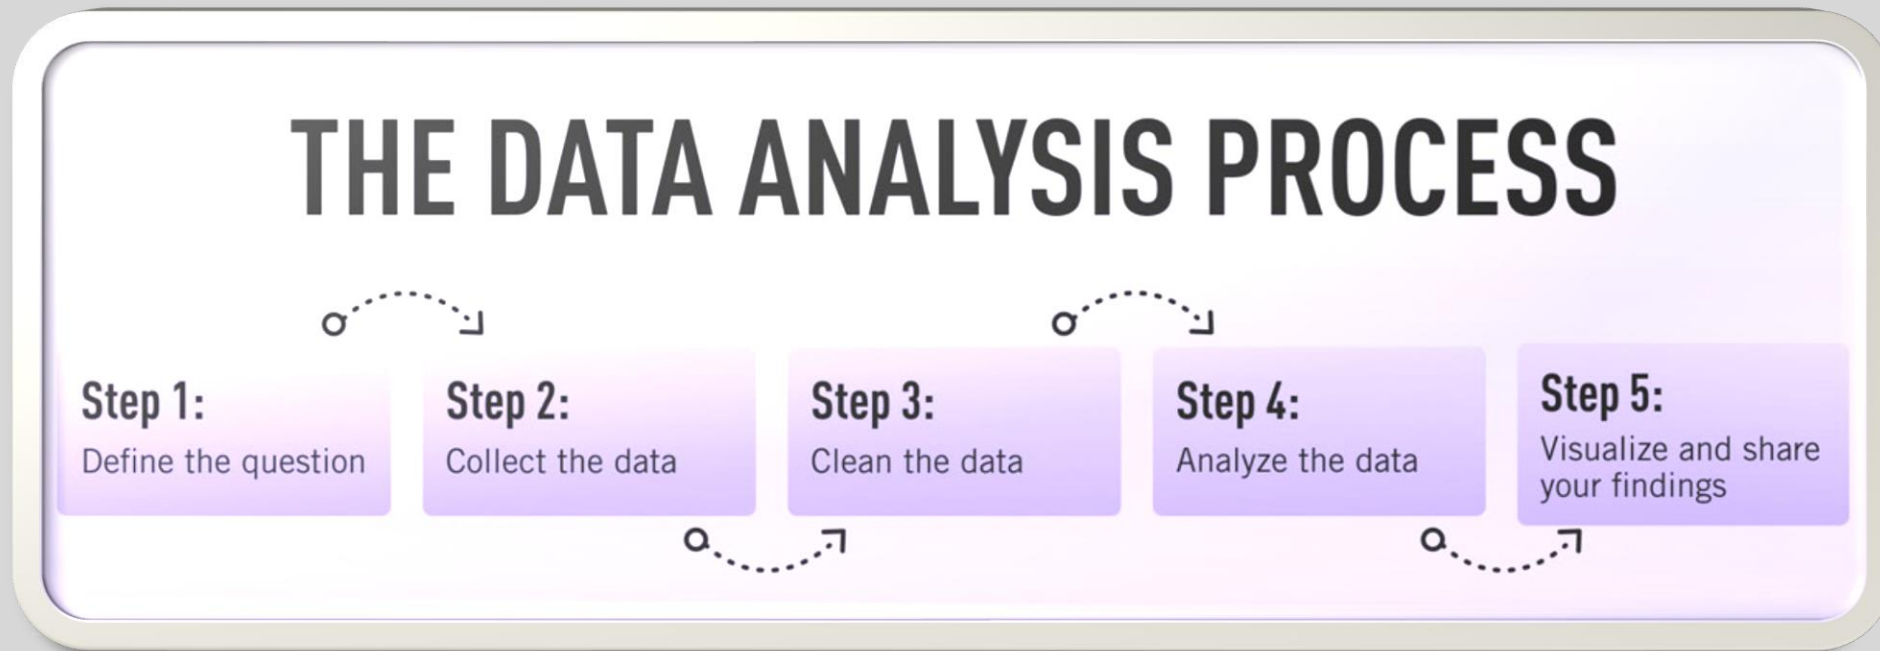 THE DATA ANALYSIS PROCESS
Step 1:
Define the question
Step 2:
Collect the data
Step 3:
Clean the data
Step 4:
Analyze the data
Step 5:
Visualize and share
your findings